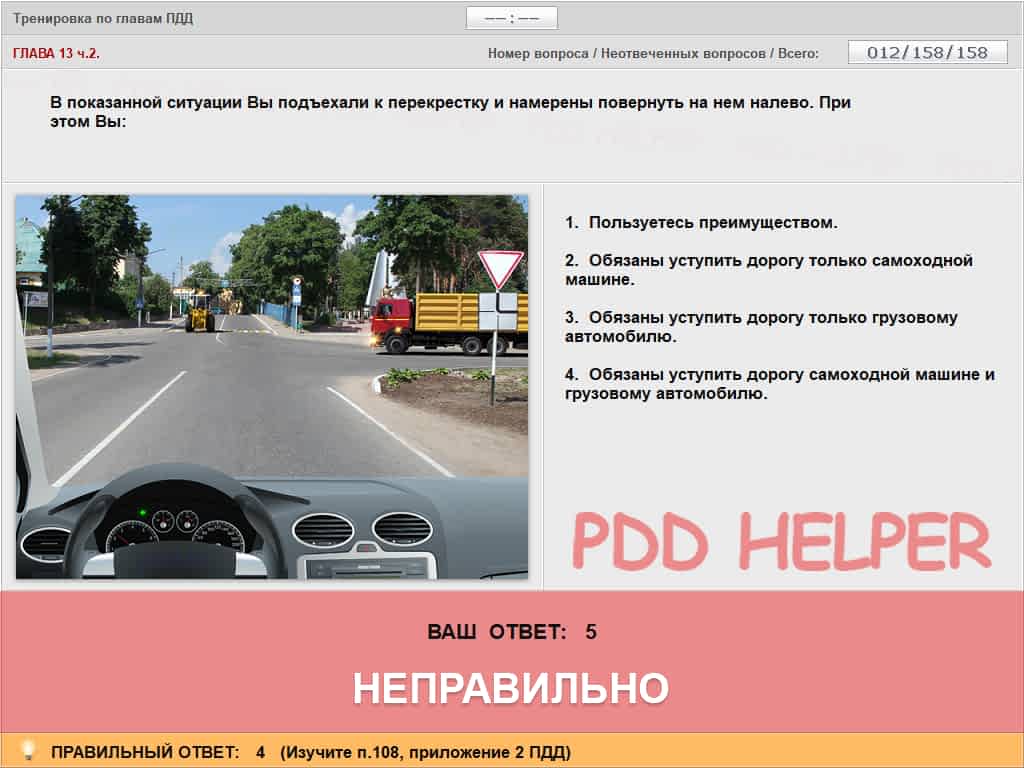 Тренировка по главам ПДД
–– : ––
ГЛАВА 13 ч.2.
Номер вопроса / Неотвеченных вопросов / Всего:
012/158/158
В показанной ситуации Вы подъехали к перекрестку и намерены повернуть на нем налево. При
этом Вы:
1. Пользуетесь преимуществом.
2. Обязаны уступить дорогу только самоходной
машине.
3. Обязаны уступить дорогу только грузовому
автомобилю.
4. Обязаны уступить дорогу самоходной машине и
грузовому автомобилю.
PDD HELPER
ВАШ ОТВЕТ: 5
НЕПРАВИЛЬНО
ПРАВИЛЬНЫЙ ОТВЕТ: 4 (Изучите п.108, приложение 2 ПДД)